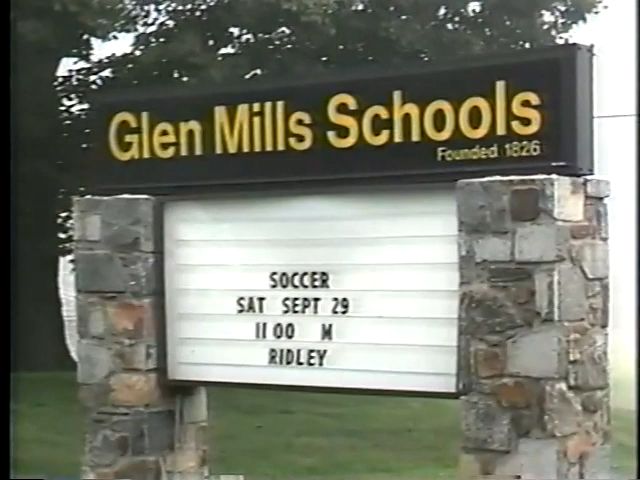 Glen Mills Schools
Founded 1826
SOCCER
SAT SEPT 29
11 00 M
RIDLEY